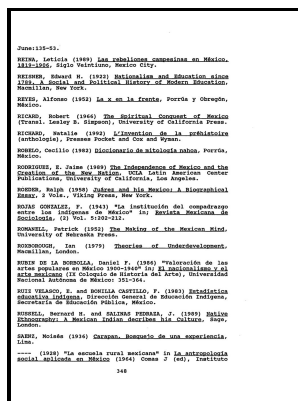 June:135-53.
REINA, Leticia (1989) Las rebeliones campesinas en México,
1819-1906, Siglo Veintiuno, Mexico City.
REISNER, Edward H. (1922) Nationalism and Education since
1789, A Social and Political History of Modern Education,
Macmillan, New York.
REYES, Alfonso (1952) La x en la frente, Porrúa y Obregón,
México.
RICARD, Robert (1966) The Spiritual Conquest of Mexico
(Transl. Lesley B. Simpson), University of California Press.
RICHARD, Natalie (1992) L'Invention de la préhistoire
(anthologie), Presses Pocket and Cox and Wyman.
ROBELO, Cecilio (1982) Diccionario de mitología nahoa, Porrúa,
México.
RODRIGUES, E. Jaime (1989) The Independence of Mexico and the
Creation of the New Nation, UCLA Latin American Center
Publications, University of California, Los Angeles.
ROEDER, Ralph (1958) Juárez and his Mexico: A Biographical
Essay, 2 Vols., Viking Press, New York.
ROJAS GONZALEZ, F. (1943) "La institución del compadrazgo
entre los indígenas de México" in; Revista Mexicana de
Sociología, (2) Vol. 5:202-212.
ROMANELL, Patrick (1952) The Making of the Mexican Mind,
University of Nebraska Press.
ROXBOROUGH, Ian (1979) Theories of Underdevelopment,
Macmillan, London.
RUBIN DE LA BORBOLLA, Daniel F. (1986) "Valoración de las
artes populares en México 1900-1940" in; El nacionalismo y el
arte mexicano (IX Coloquio de Historia del Arte), Universidad
Nacional Autónoma de México: 351-366.
RUIZ VELASCO, E. and BONILLA CASTILLO, F. (1983) Estadística
educativa indígena, Dirección General de Educación Indígena,
Secretaría de Educación Pública, México.
RUSSELL, Bernard H. and SALINAS PEDRAZA, J. (1989) Native
Ethnography: A Mexican Indian decribes his Culture, Sage,
London.
SAENZ, Moisés (1936) Carapan, Bosquejo de una experiencia,
Lima.
---- (1928) "La escuela rural mexicana" in La antropología
social aplicada en México (1964) Comas J (ed), Instituto
348